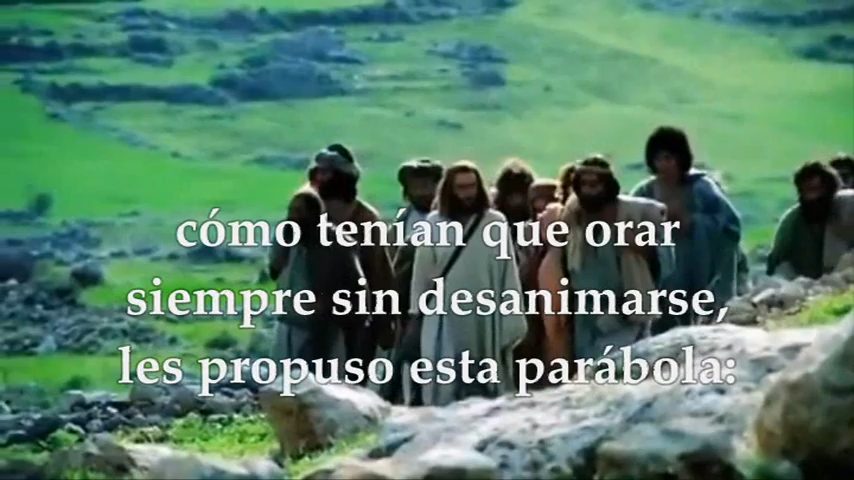 cómo tenían que orar
siempre sin desanimarse,
les propuso esta parábola: